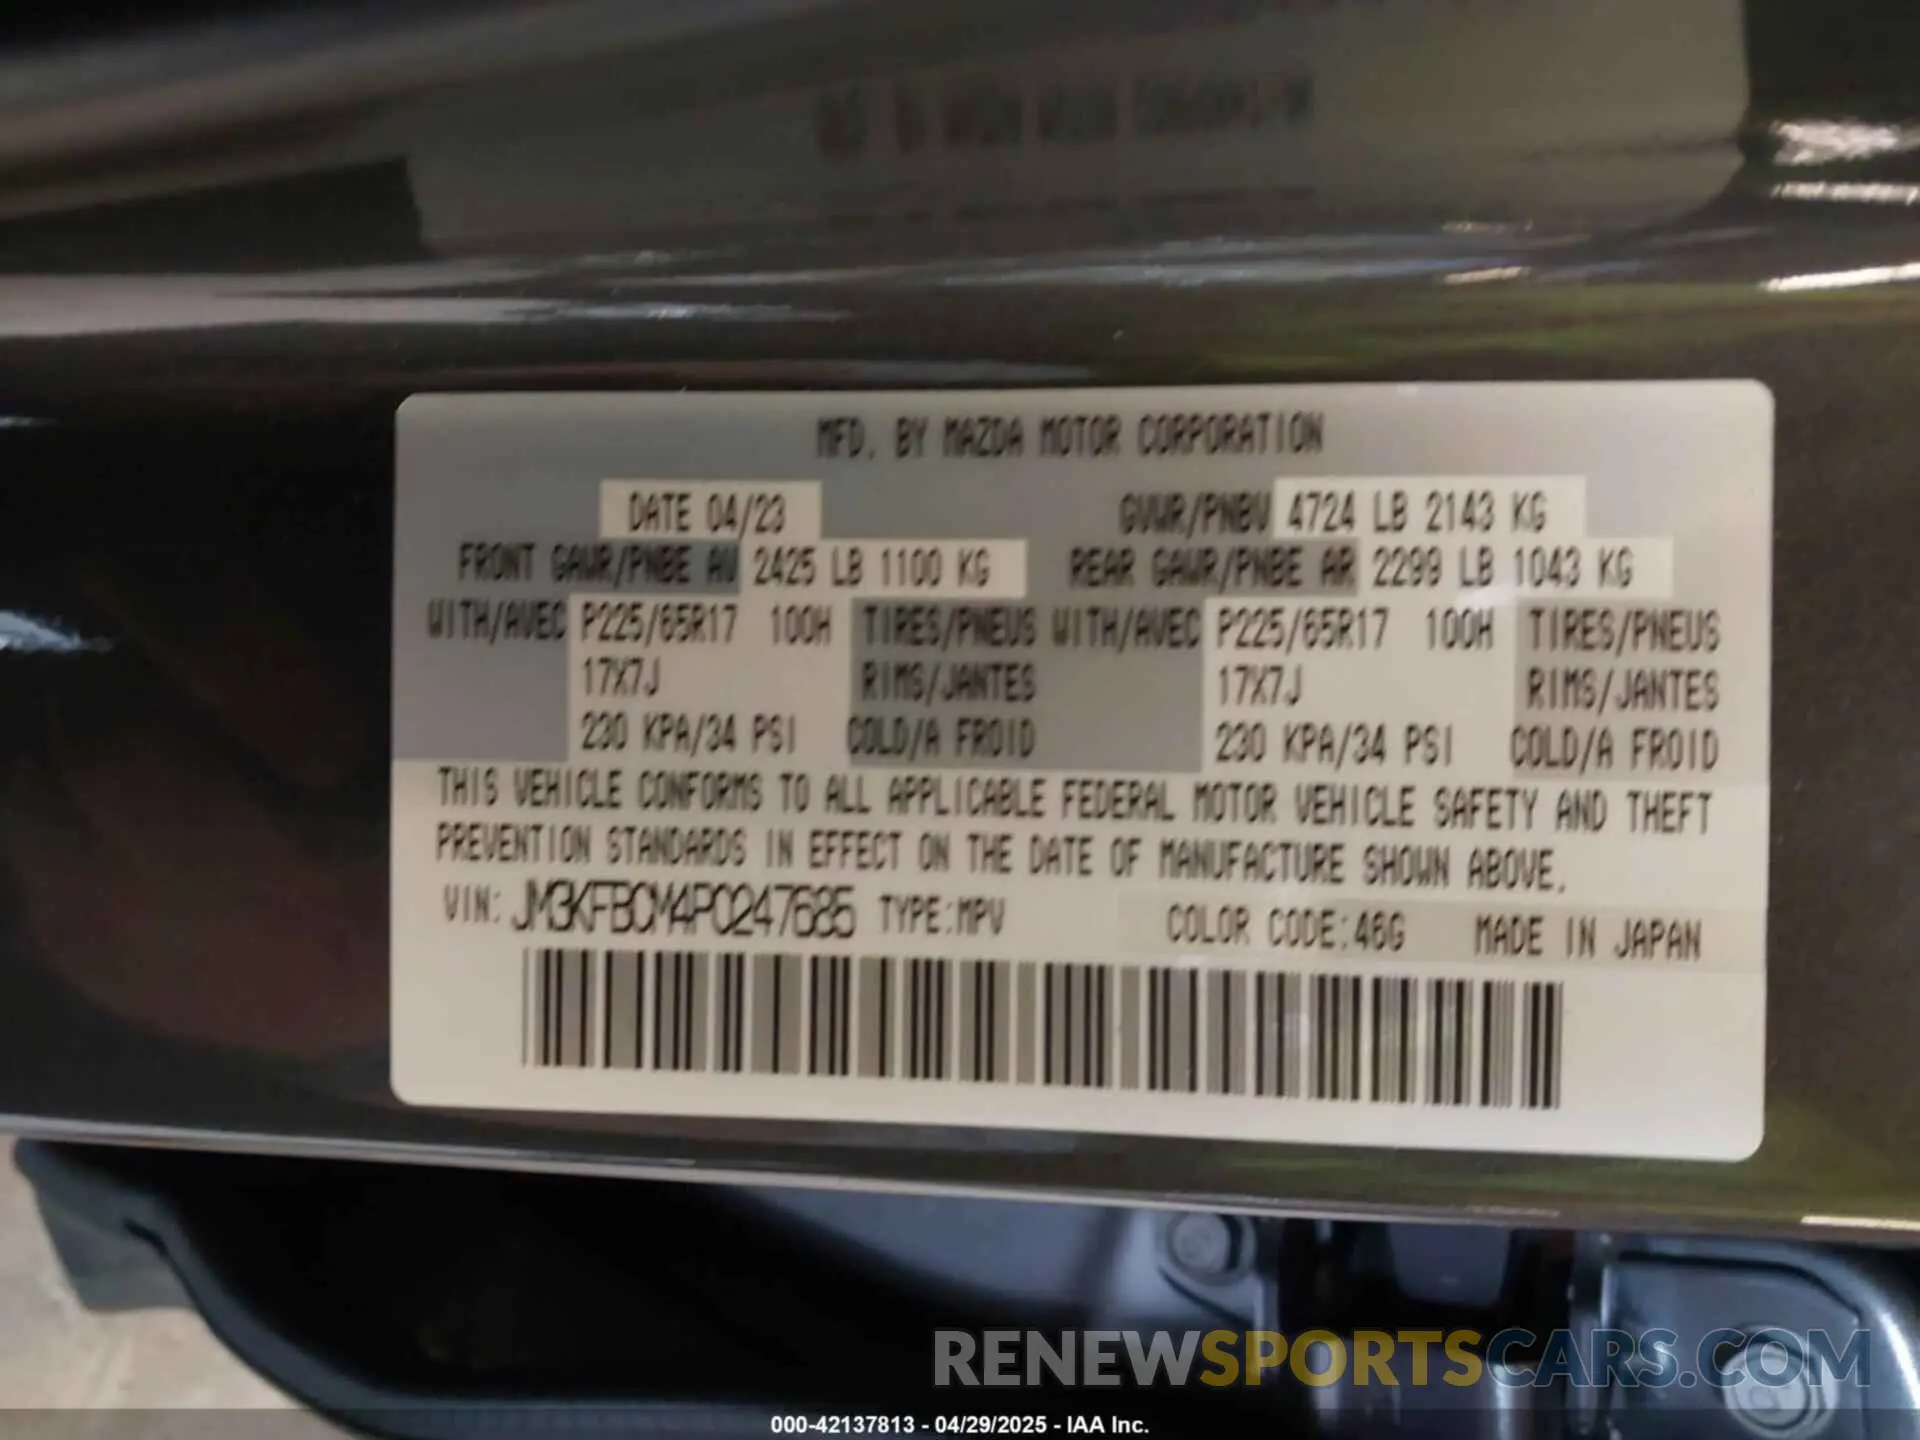 MFD. BY MAZDA MOTOR CORPORATION
DATE 04/23 GVWR/PNBV 4724 LB 2143 KG
FRONT GAWR/PNBE AV 2425 LB 1100 KG REAR GAWR/PNBE AR 2299 LB 1043 KG
WITH/AVEC P225/65R17 100H TIRES/PNEUS WITH/AVEC P225/65R17 100H TIRES/PNEUS
17X7J RIMS/JANTES 17X7J RIMS/JANTES
230 KPA/34 PSI COLD/A FROID 230 KPA/34 PSI COLD/A FROID
THIS VEHICLE CONFORMS TO ALL APPLICABLE FEDERAL MOTOR VEHICLE SAFETY AND THEFT
PREVENTION STANDARDS IN EFFECT ON THE DATE OF MANUFACTURE SHOWN ABOVE.
VIN: JM3KFBCM4P0247685 TYPE:MPV COLOR CODE:46G MADE IN JAPAN
RENEWSPORTSCARS.COM
000-42137813 - 04/29/2025 - IAA Inc.